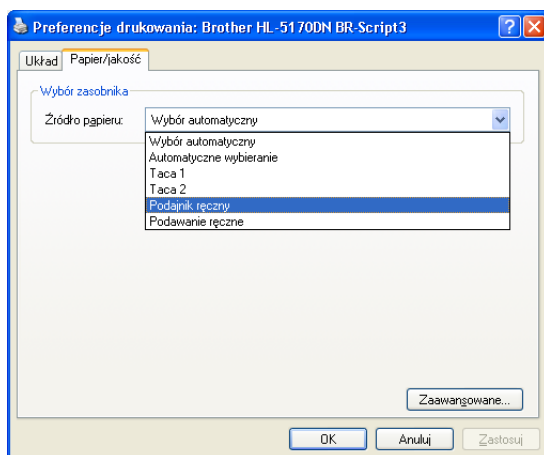 Preferencje drukowania: Brother HL-5170DN BR-Script3
Układ Papier/jakość
Wybór zasobnika
Źródło papieru: Wybór automatyczny
Wybór automatyczny
Automatyczne wybieranie
Taca 1
Taca 2
Podajnik ręczny
Podawanie ręczne
Zaawansowane...
OK Anuluj Zastosuj